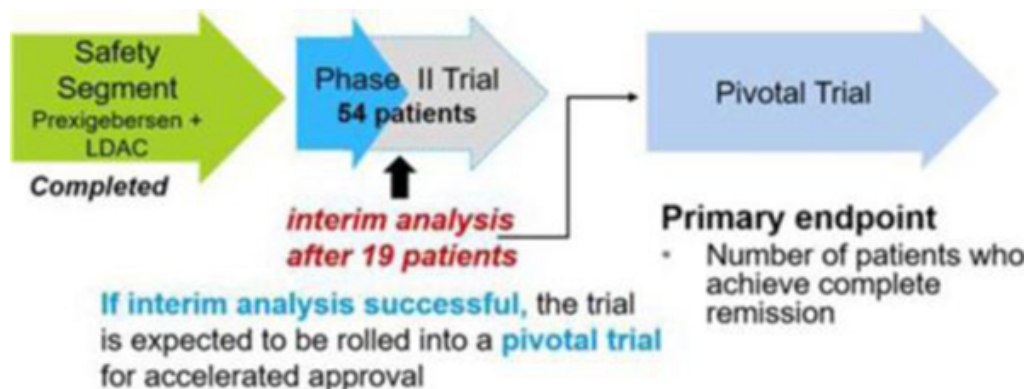 Safety
Segment
Prexigebersen +
LDAC
Completed
Phase II Trial
54 patients
interim analysis
after 19 patients
If interim analysis successful, the trial
is expected to be rolled into a pivotal trial
for accelerated approval
Pivotal Trial
Primary endpoint
• Number of patients who
achieve complete
remission